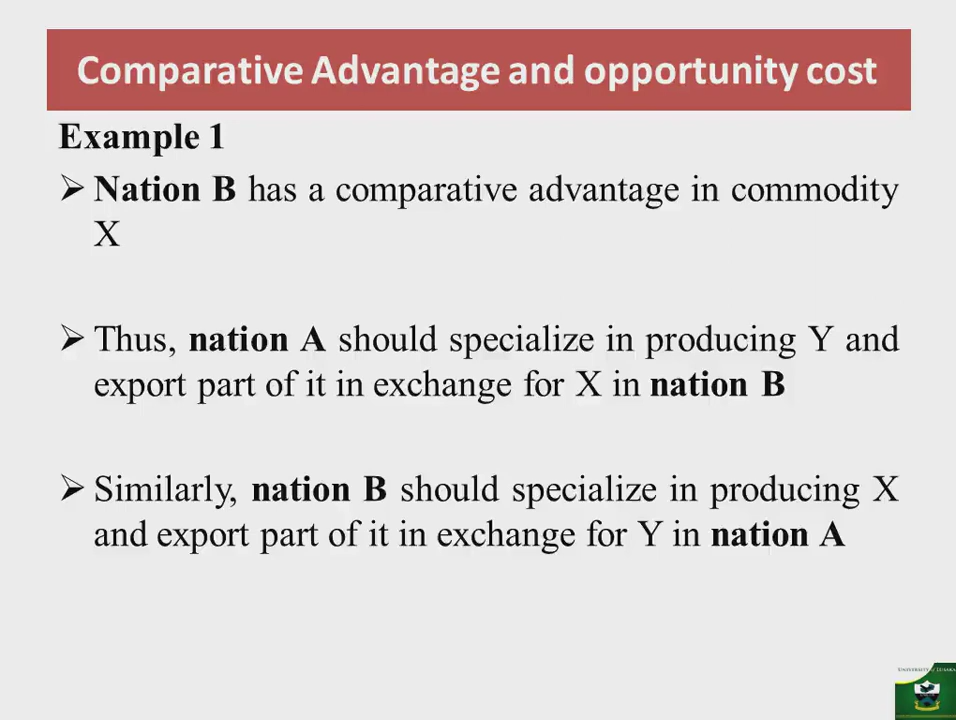 Comparative Advantage and opportunity cost
Example 1
➢ Nation B has a comparative advantage in commodity
X
➢ Thus, nation A should specialize in producing Y and
export part of it in exchange for X in nation B
➢ Similarly, nation B should specialize in producing X
and export part of it in exchange for Y in nation A